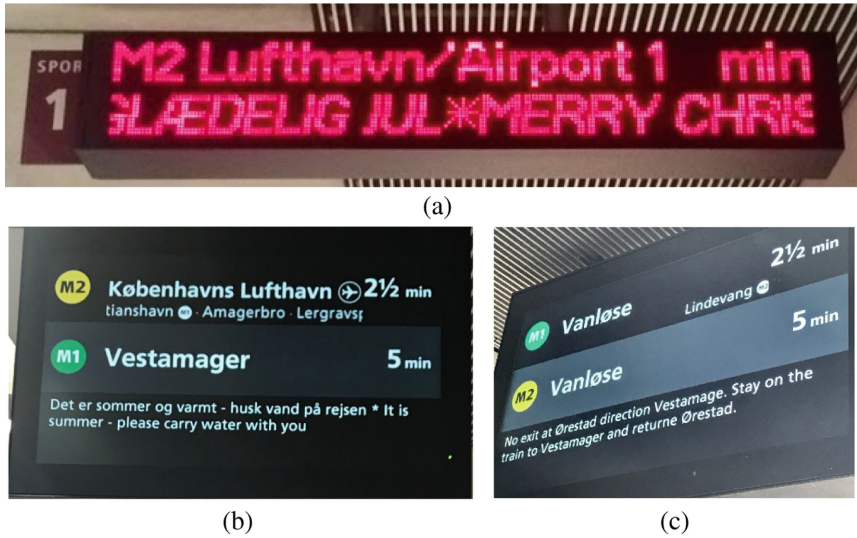 SPOR
1
M2 Lufthavn/Airport 1 min
GLÆDELIG JUL*MERRY CHRIS
(a)
M2 Københavns Lufthavn 2½ min
tianshavn M1 · Amagerbro · Lergravsp
M1 Vestamager 5 min
Det er sommer og varmt - husk vand på rejsen * It is
summer - please carry water with you
(b)
2½ min
M1 Vanløse
Lindevang M2
5 min
M2 Vanløse
No exit at Ørestad direction Vestamage. Stay on the
train to Vestamager and returne Ørestad.
(c)